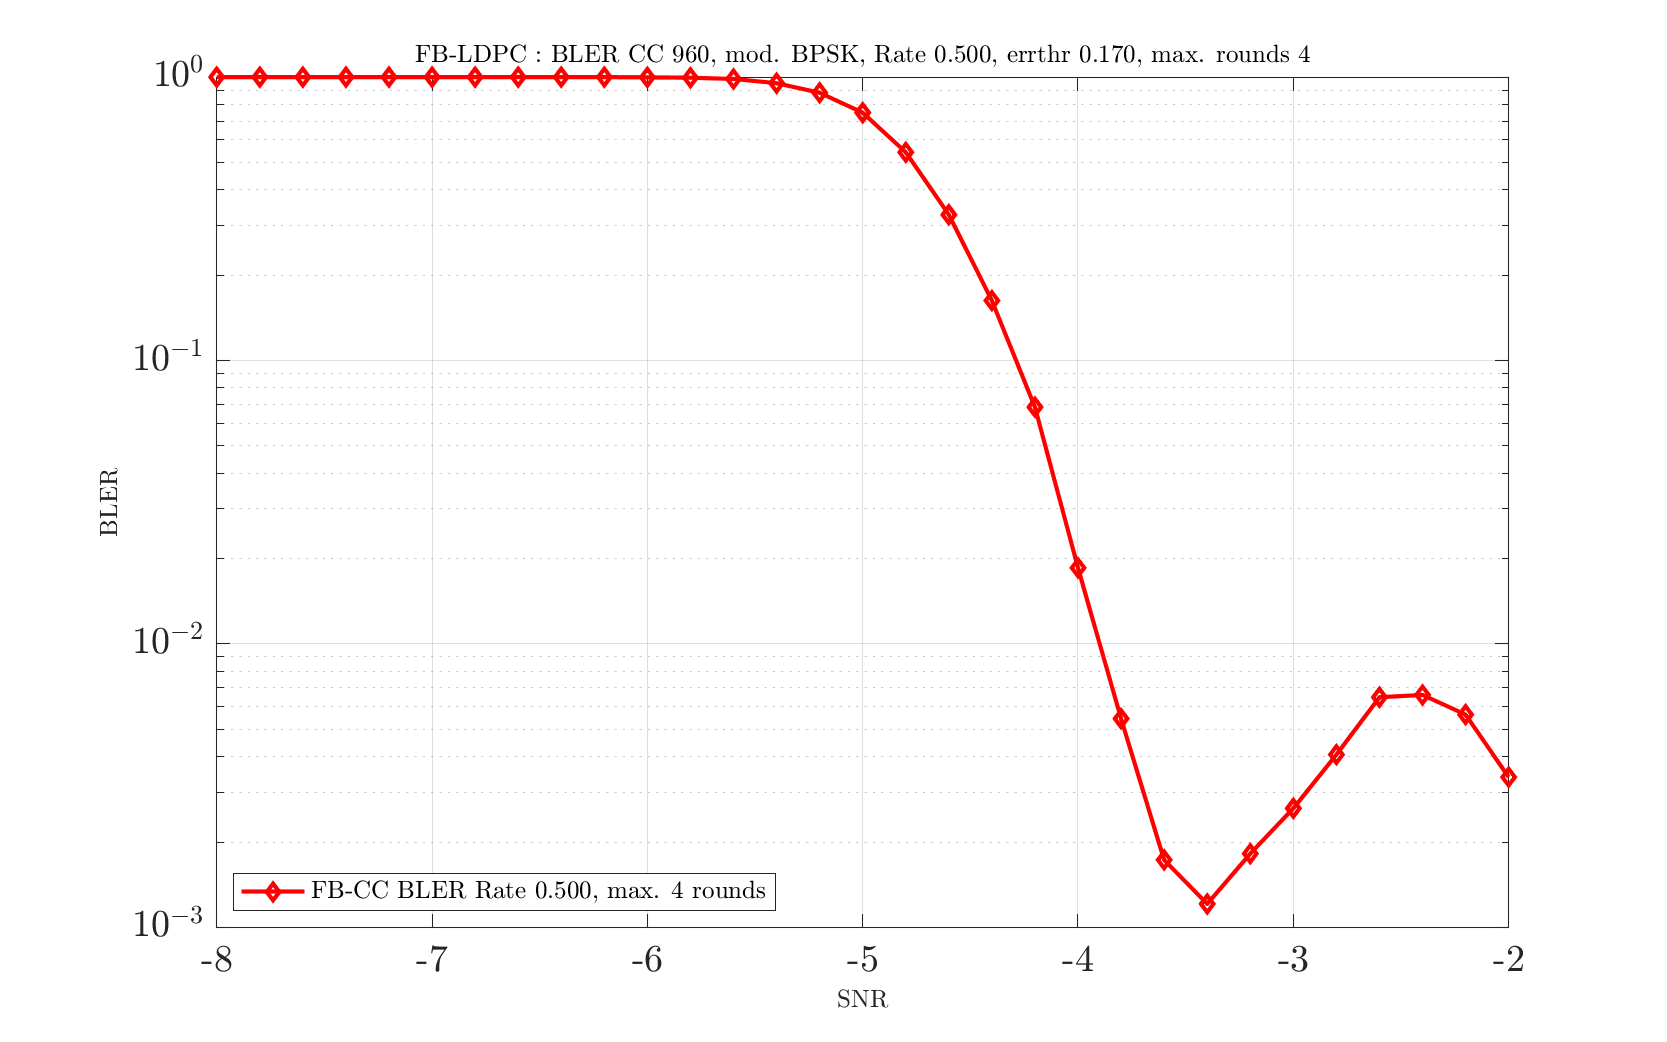 FB-LDPC : BLER CC 960, mod. BPSK, Rate 0.500, errthr 0.170, max. rounds 4
10^0
10^{-1}
10^{-2}
10^{-3}
BLER
FB-CC BLER Rate 0.500, max. 4 rounds
-8 -7 -6 -5 -4 -3 -2
SNR